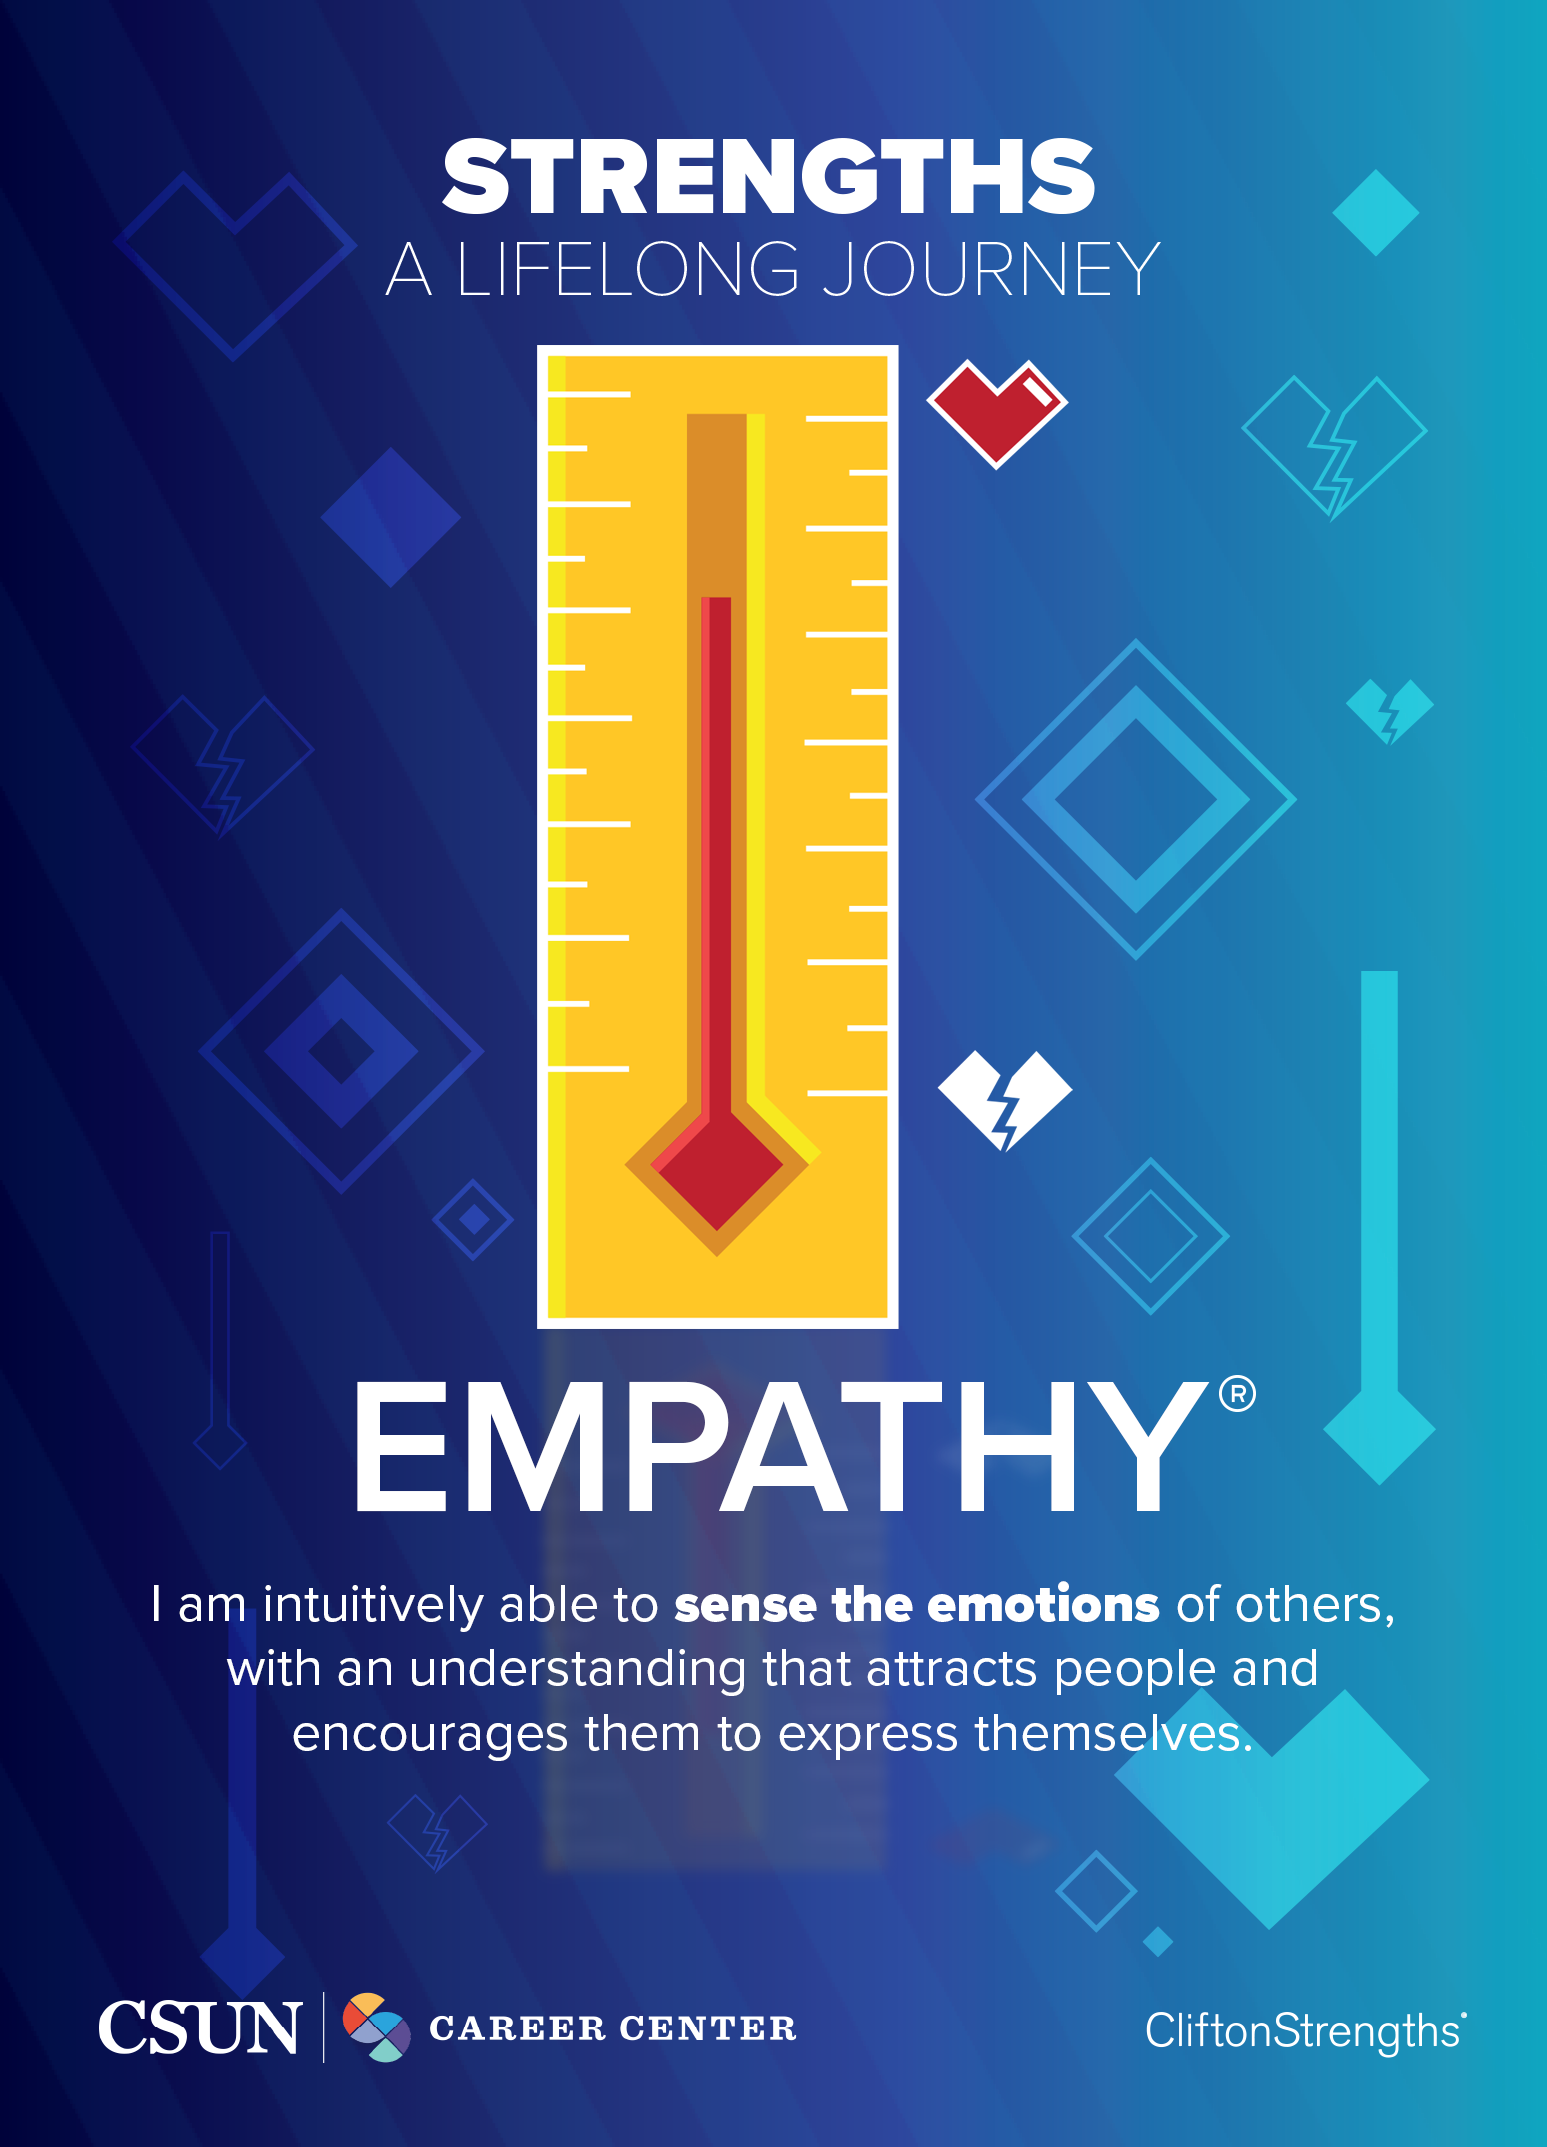 STRENGTHS
A LIFELONG JOURNEY
EMPATHY®
I am intuitively able to sense the emotions of others,
with an understanding that attracts people and
encourages them to express themselves.
CSUN | CAREER CENTER
CliftonStrengths®